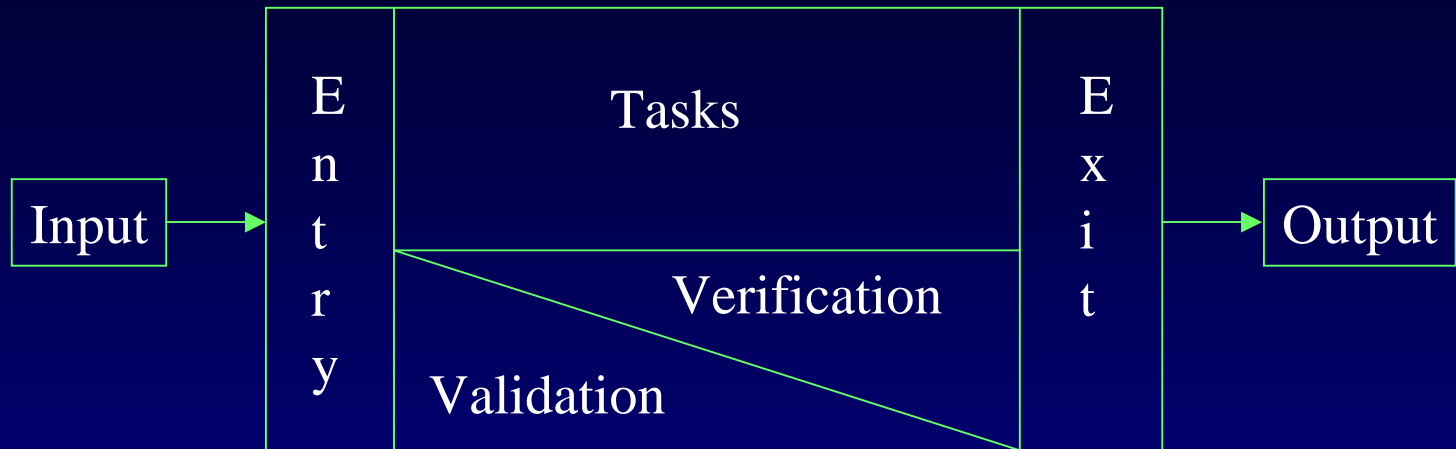 Input
E
n
t
r
y
Tasks
Verification
Validation
E
x
i
t
Output